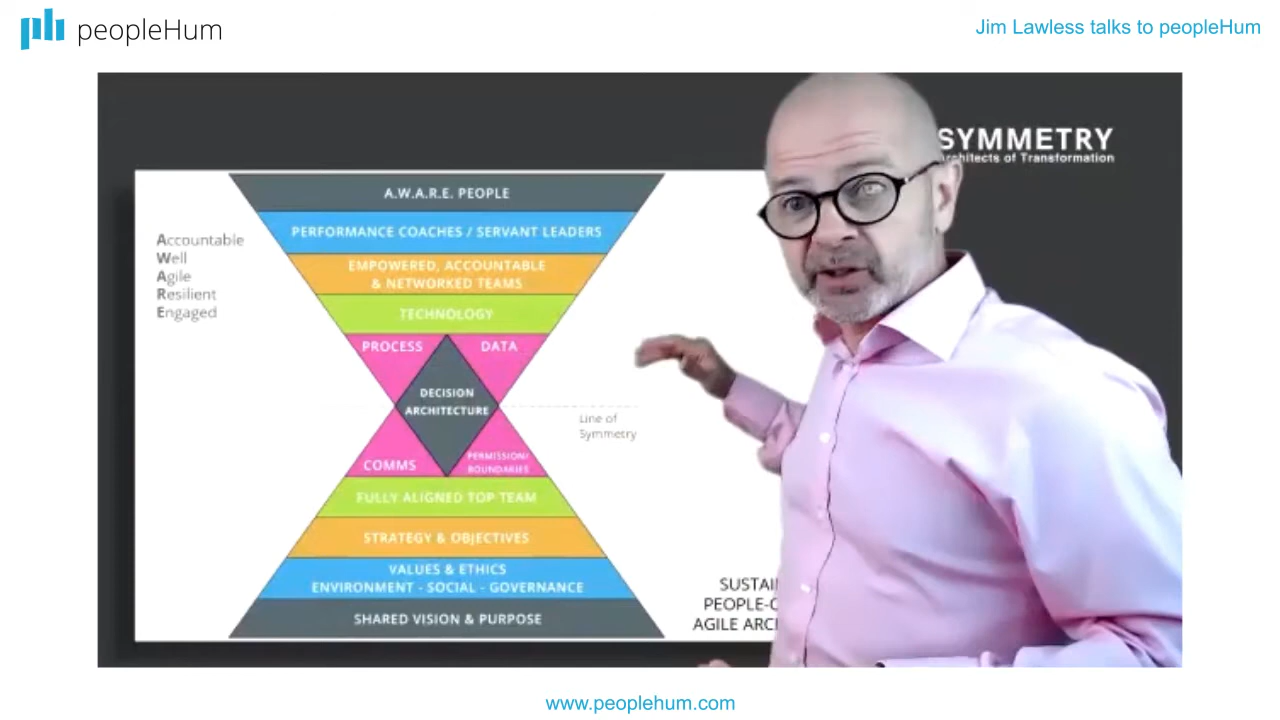 peopleHum
Jim Lawless talks to peopleHum
SYMMETRY
Architects of Transformation
A.W.A.R.E. PEOPLE
PERFORMANCE COACHES / SERVANT LEADERS
Accountable
Well
Agile
Resilient
Engaged
EMPOWERED, ACCOUNTABLE
& NETWORKED TEAMS
TECHNOLOGY
PROCESS
DATA
DECISION
ARCHITECTURE
Line of
Symmetry
COMMS
PERMISSION/
BOUNDARIES
FULLY ALIGNED TOP TEAM
STRATEGY & OBJECTIVES
VALUES & ETHICS
ENVIRONMENT - SOCIAL - GOVERNANCE
SHARED VISION & PURPOSE
SUSTAI
PEOPLE-
AGILE ARC
www.peoplehum.com